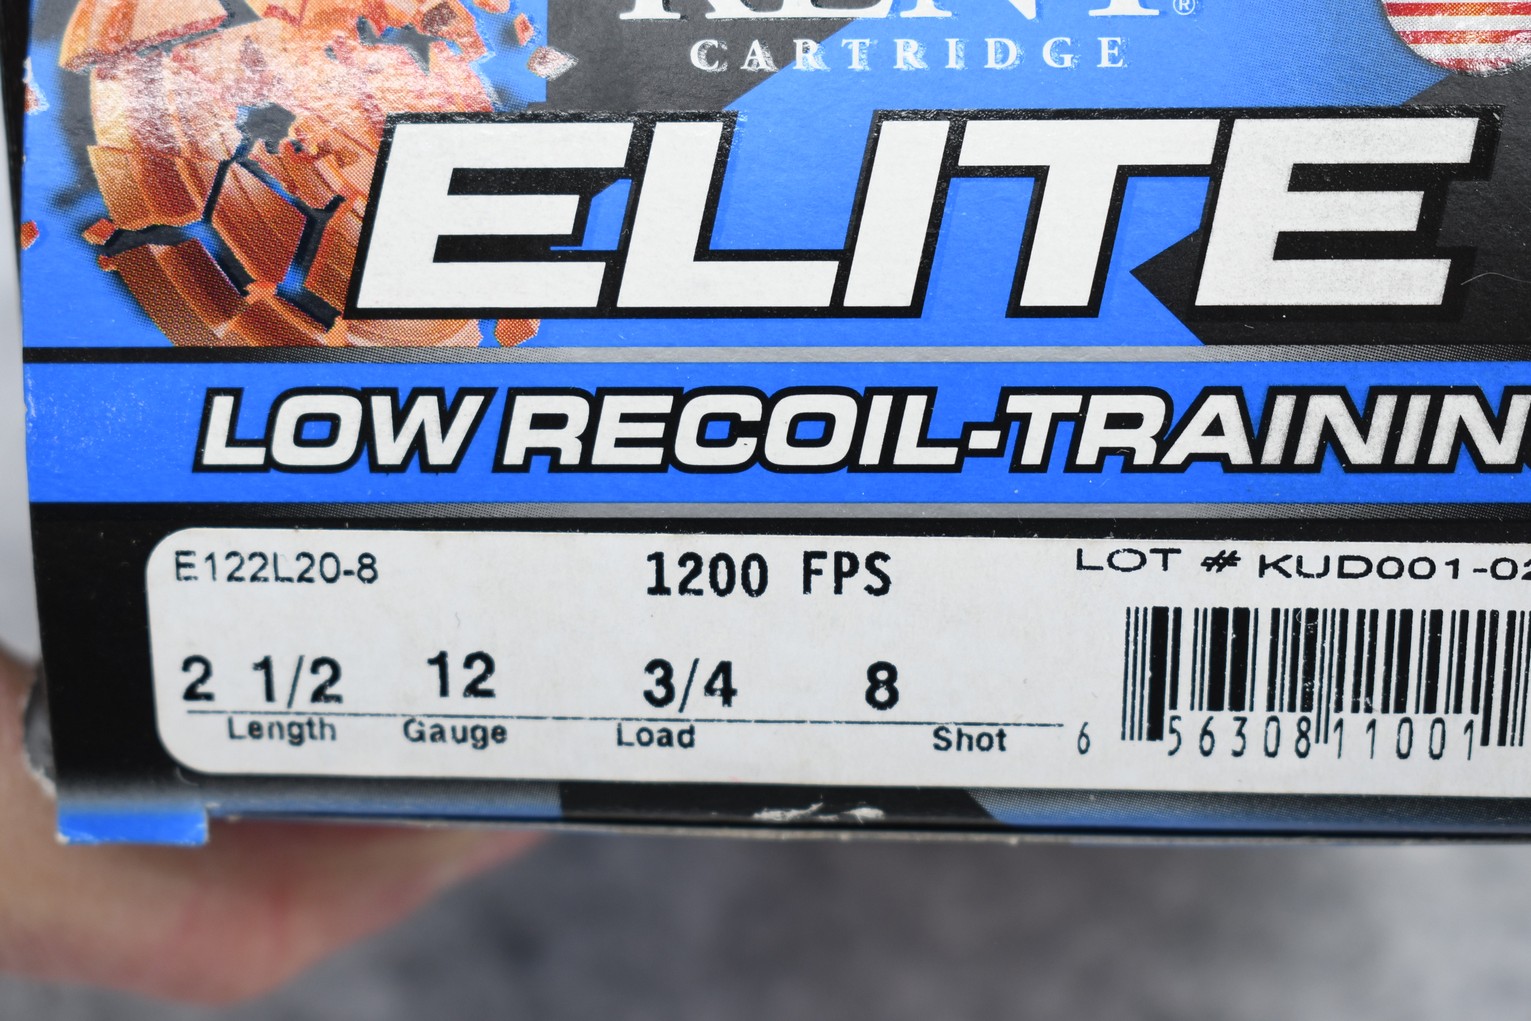 KENT®
CARTRIDGE
ELITE
LOW RECOIL-TRAININ
E122L20-8 1200 FPS LOT # KUD001-02
2 1/2 12 3/4 8
Length Gauge Load Shot
6 56308 11001